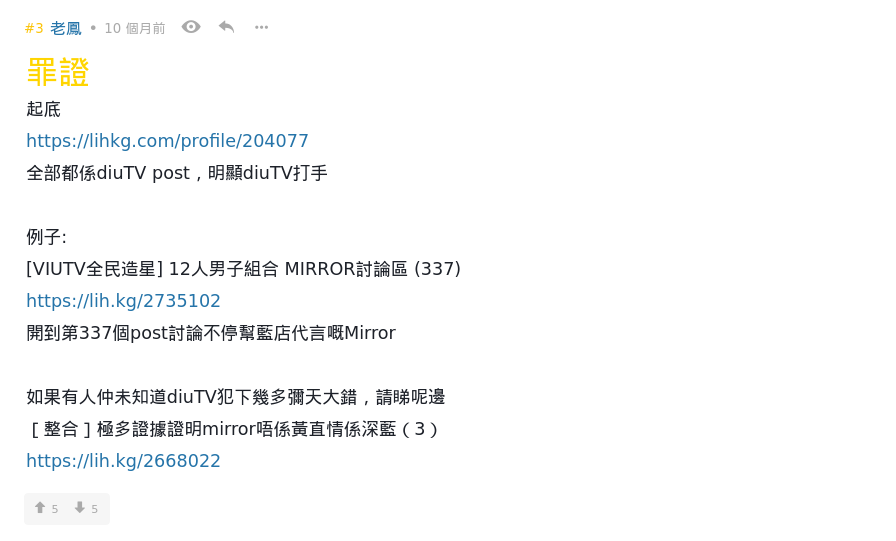 #3 老鳳 • 10 個月前
罪證
起底
https://lihkg.com/profile/204077
全部都係diuTV post，明顯diuTV打手
例子:
[VIUTV全民造星] 12人男子組合 MIRROR討論區 (337)
https://lih.kg/2735102
開到第337個post討論不停幫藍店代言嘅Mirror
如果有人仲未知道diuTV犯下幾多彌天大錯，請睇呢邊
［整合］極多證據證明mirror唔係黃直情係深藍（3）
https://lih.kg/2668022
5 5